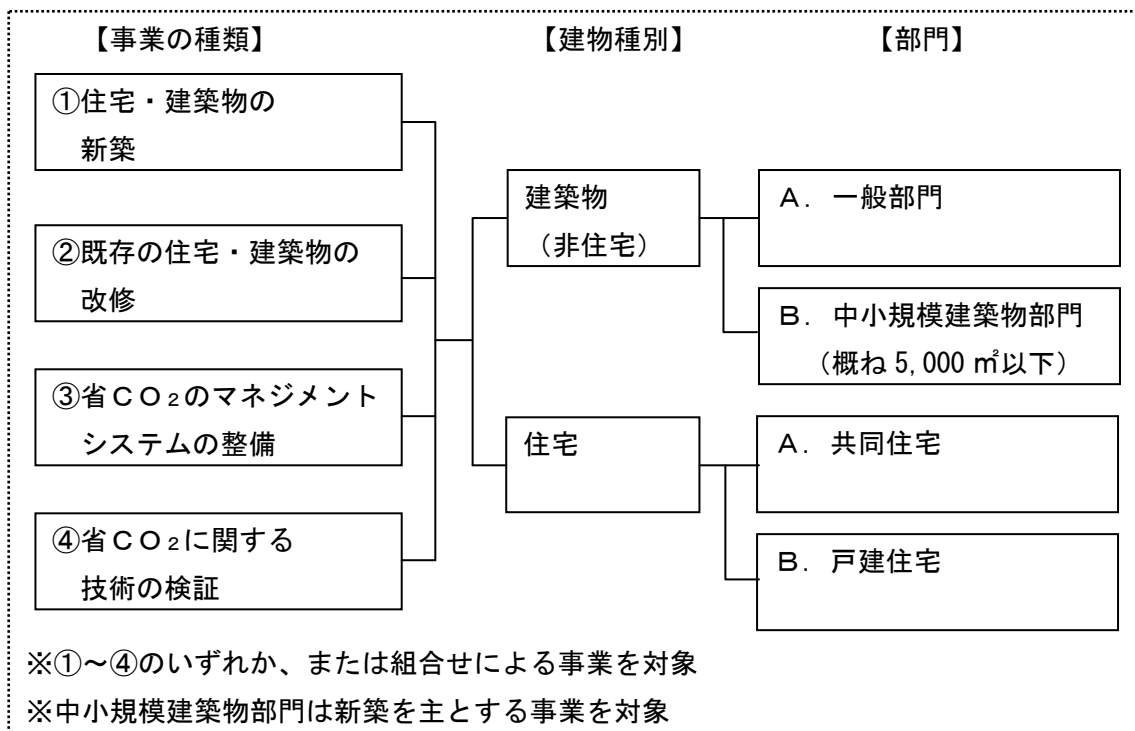 【事業の種類】
【建物種別】
【部門】
①住宅・建築物の
新築
②既存の住宅・建築物の
改修
③省ＣＯ₂のマネジメント
システムの整備
④省ＣＯ₂に関する
技術の検証
建築物
（非住宅）
住宅
Ａ．一般部門
Ｂ．中小規模建築物部門
（概ね 5,000 ㎡以下）
Ａ．共同住宅
Ｂ．戸建住宅
※①～④のいずれか、または組合せによる事業を対象
※中小規模建築物部門は新築を主とする事業を対象